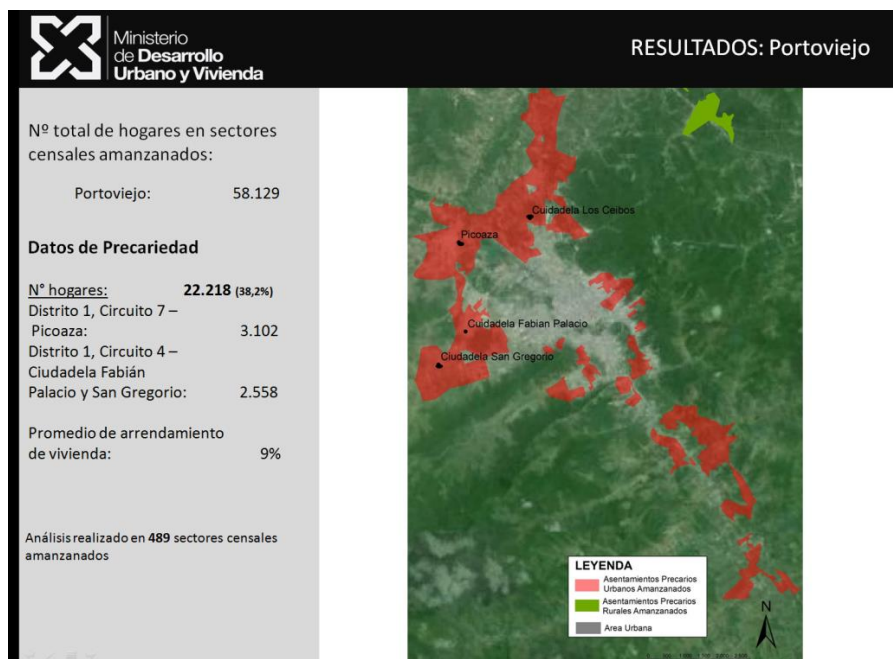 Ministerio
de Desarrollo
Urbano y Vivienda
RESULTADOS: Portoviejo
Nº total de hogares en sectores
censales amanzanados:
Portoviejo: 58.129
Datos de Precariedad
N° hogares: 22.218 (38,2%)
Distrito 1, Circuito 7 –
Picoaza: 3.102
Distrito 1, Circuito 4 –
Ciudadela Fabián
Palacio y San Gregorio: 2.558
Promedio de arrendamiento
de vivienda: 9%
Análisis realizado en 489 sectores censales
amanzanados
Cuidadela Los Ceibos
Picoaza
Cuidadela Fabian Palacio
Ciudadela San Gregorio
LEYENDA
Asentamientos Precarios
Urbanos Amanzanados
Asentamientos Precarios
Rurales Amanzanados
Area Urbana
N